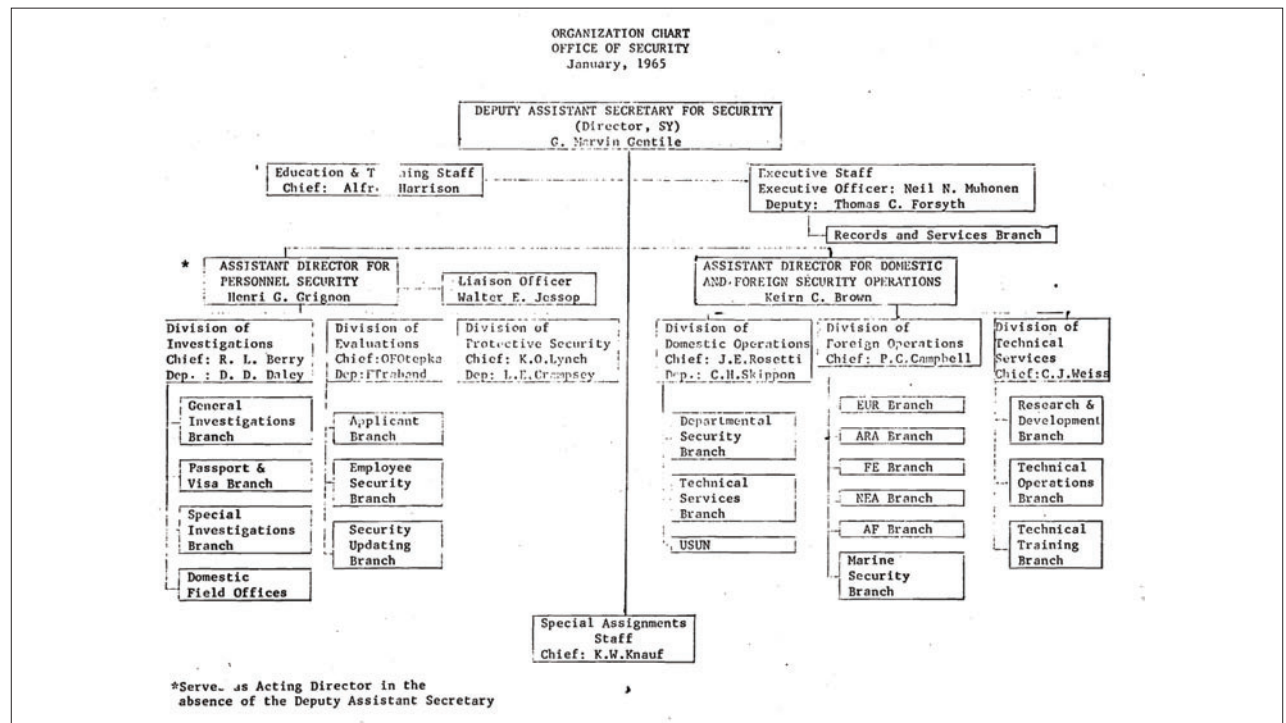 ORGANIZATION CHART
OFFICE OF SECURITY
January, 1965
DEPUTY ASSISTANT SECRETARY FOR SECURITY
(Director, SY)
G. Marvin Gentile
Education & ing Staff
Chief: Harrison
Executive Staff
Executive Officer: Neil N. Muhonen
Deputy: Thomas C. Forsyth
Records and Services Branch
* ASSISTANT DIRECTOR FOR
PERSONNEL SECURITY
Henri G. Grignon
Liaison Officer
Walter E. Jessop
ASSISTANT DIRECTOR FOR DOMESTIC
AND FOREIGN SECURITY OPERATIONS
Keirn C. Brown
Division of
Investigations
Chief: R. L. Berry
Dep. : D. D. Daley
General
Investigations
Branch
Passport &
Visa Branch
Special
Investigations
Branch
Domestic
Field Offices
Division of
Evaluations
Chief:OFOtepka
Applicant
Branch
Employee
Security
Branch
Security
Updating
Branch
Division of
Protective Security
Chief: K.O.Lynch
Dep: L.E.Crampsey
Division of
Domestic Operations
Chief: J.E.Rosetti
Dep.: C.H.Skippon
Departmental
Security
Branch
Technical
Services
Branch
USUN
Division of
Foreign Operations
Chief: P.C.Campbell
EUR Branch
ARA Branch
FE Branch
NEA Branch
AF Branch
Marine
Security
Branch
Division of
Technical
Services
Chief:C.J.Weiss
Research &
Development
Branch
Technical
Operations
Branch
Technical
Training
Branch
Special Assignments
Staff
Chief: K.W.Knauf
Acting Director in the
absence of the Deputy Assistant Secretary